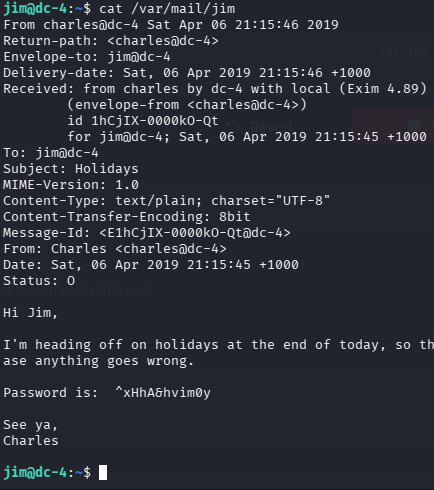 jim@dc-4:~$ cat /var/mail/jim
From charles@dc-4 Sat Apr 06 21:15:46 2019
Return-path: <charles@dc-4>
Envelope-to: jim@dc-4
Delivery-date: Sat, 06 Apr 2019 21:15:46 +1000
Received: from charles by dc-4 with local (Exim 4.89)
(envelope-from <charles@dc-4>)
id 1hCjIX-0000kO-Qt
for jim@dc-4; Sat, 06 Apr 2019 21:15:45 +1000
To: jim@dc-4
Subject: Holidays
MIME-Version: 1.0
Content-Type: text/plain; charset="UTF-8"
Content-Transfer-Encoding: 8bit
Message-Id: <E1hCjIX-0000kO-Qt@dc-4>
From: Charles <charles@dc-4>
Date: Sat, 06 Apr 2019 21:15:45 +1000
Status: O
Hi Jim,
I'm heading off on holidays at the end of today, so th
ase anything goes wrong.
Password is:  ^xHhA&hvim0y
See ya,
Charles
jim@dc-4:~$